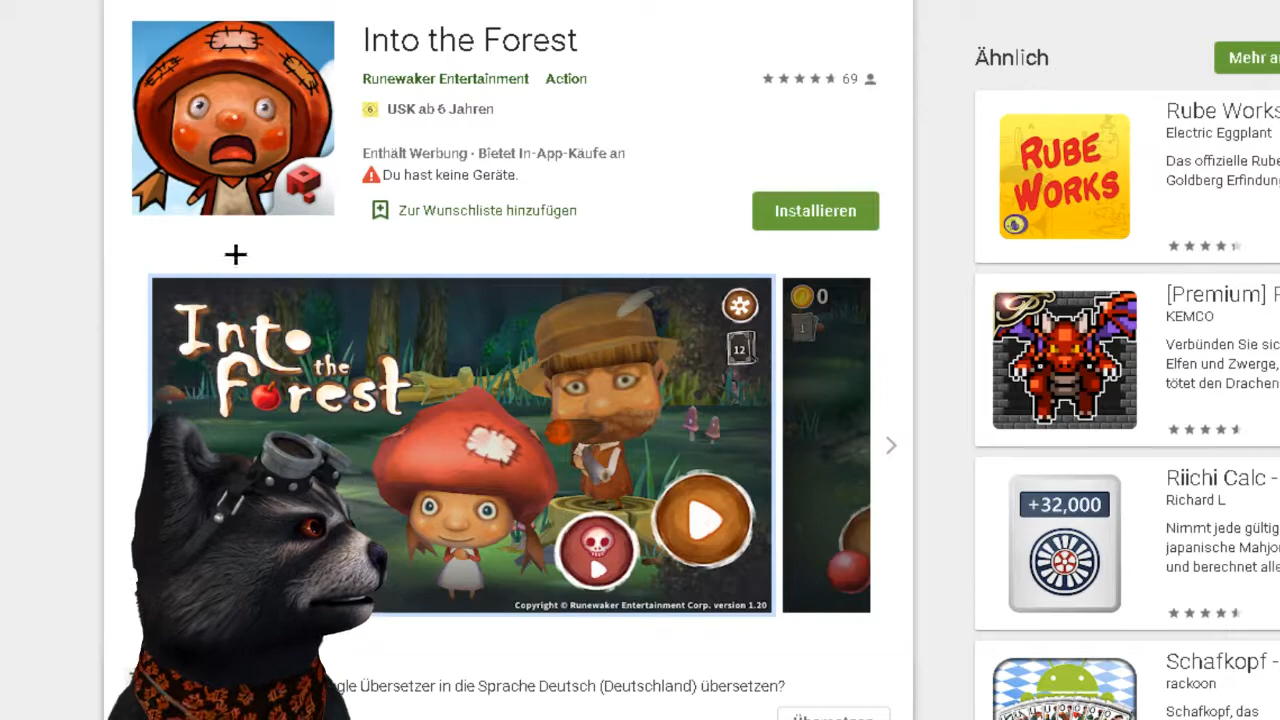 Into the Forest
Runewaker Entertainment Action
69
6 USK ab 6 Jahren
Enthält Werbung · Bietet In-App-Käufe an
Du hast keine Geräte.
Zur Wunschliste hinzufügen
Installieren
Into
the
Forest
12
0
1
Copyright © Runewaker Entertainment Corp. version 1.20
Übersetzer in die Sprache Deutsch (Deutschland) übersetzen?
Ähnlich
Mehr
Rube Works
Electric Eggplant
Das offizielle Rube
Goldberg Erfindun
RUBE
WORKS
[Premium]
KEMCO
Verbünden Sie sic
Elfen und Zwerge,
tötet den Drachen
P
Riichi Calc -
Richard L
Nimmt jede gültig
japanische Mahjo
und berechnet alle
+32,000
Schafkopf -
rackoon
Schafkopf, das